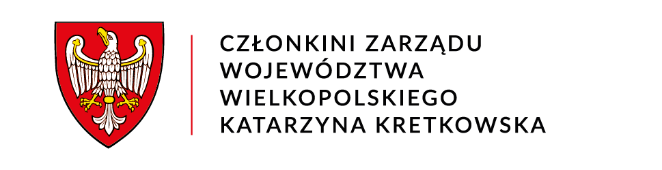 CZŁONKINI ZARZĄDU
WOJEWÓDZTWA
WIELKOPOLSKIEGO
KATARZYNA KRETKOWSKA